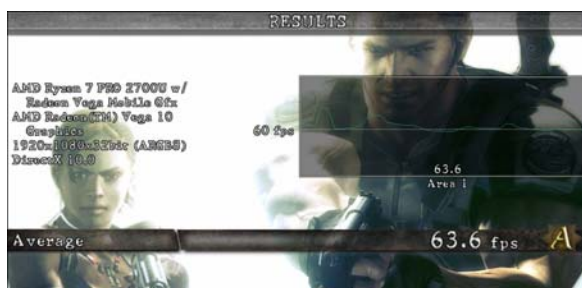 RESULTS
AMD Ryzen 7 PRO 2700U w/
Radeon Vega Mobile Gfx
AMD Radeon(TM) Vega 10
Graphics
1920x1080x32bit (ARGB8)
DirectX 10.0
60 fps
63.6
Area 1
Average
63.6 fps
A